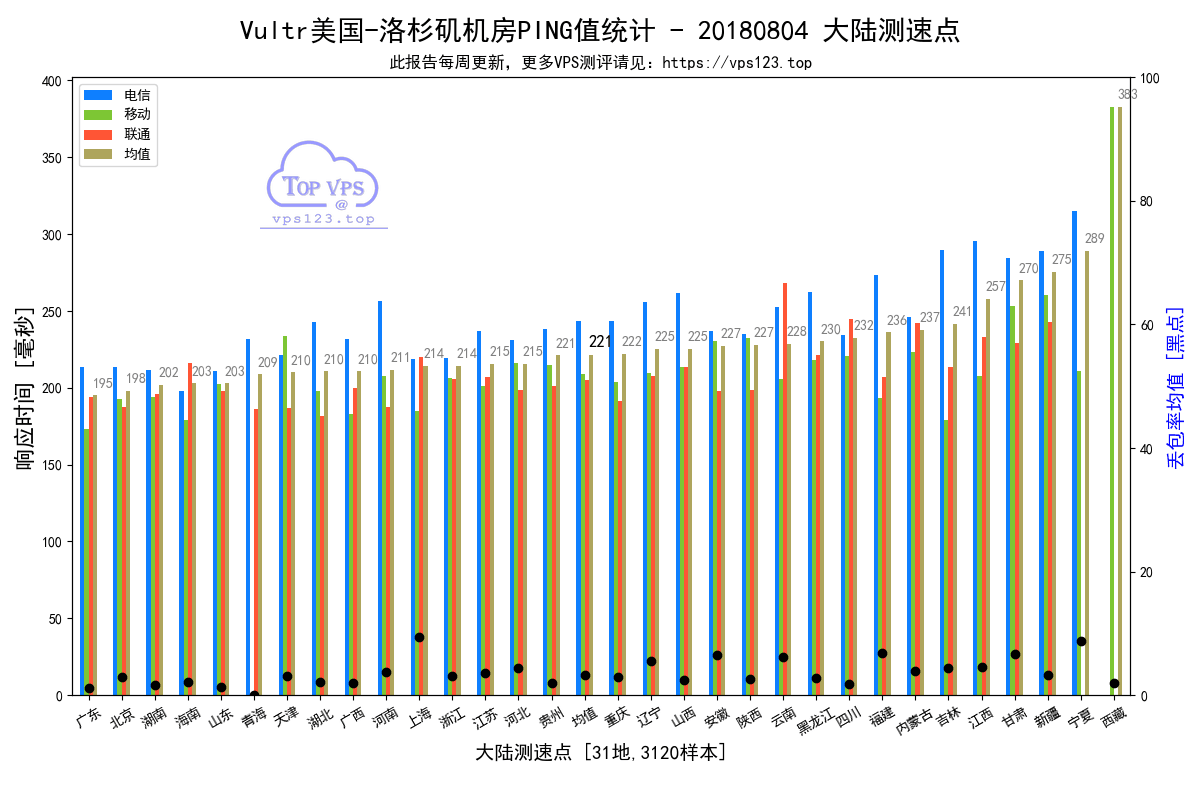 Vultr美国-洛杉矶机房PING值统计 - 20180804 大陆测速点
此报告每周更新，更多VPS测评请见：https://vps123.top
电信
移动
联通
均值
TOP VPS
@
vps123.top
响应时间 [毫秒]
400
350
300
250
200
150
100
50
0
195
198
202
203
203
209
210
210
210
211
214
214
215
215
221
221
222
225
225
227
227
228
230
232
236
237
241
257
270
275
289
383
100
80
60
40
20
0
丢包率均值 [黑点]
广东
北京
湖南
海南
山东
青海
天津
湖北
广西
河南
上海
浙江
江苏
河北
贵州
均值
重庆
辽宁
山西
安徽
陕西
云南
黑龙江
四川
福建
内蒙古
吉林
江西
甘肃
新疆
宁夏
西藏
大陆测速点 [31地,3120样本]